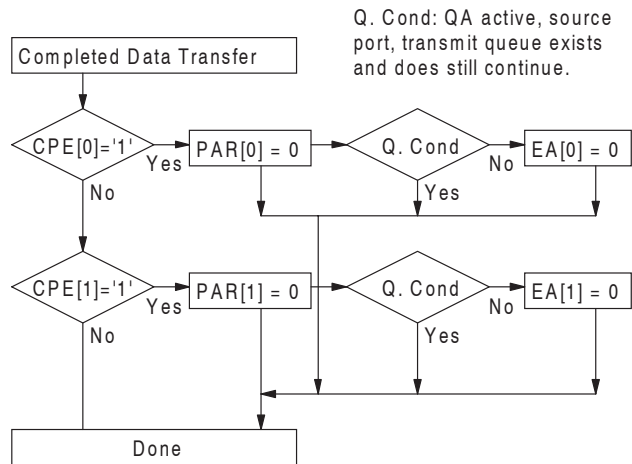 Q. Cond: QA active, source
port, transmit queue exists
and does still continue.
Completed Data Transfer
CPE[0]='1'
Yes
PAR[0] = 0
Q. Cond
No
EA[0] = 0
No
Yes
CPE[1]='1'
Yes
PAR[1] = 0
Q. Cond
No
EA[1] = 0
No
Yes
Done